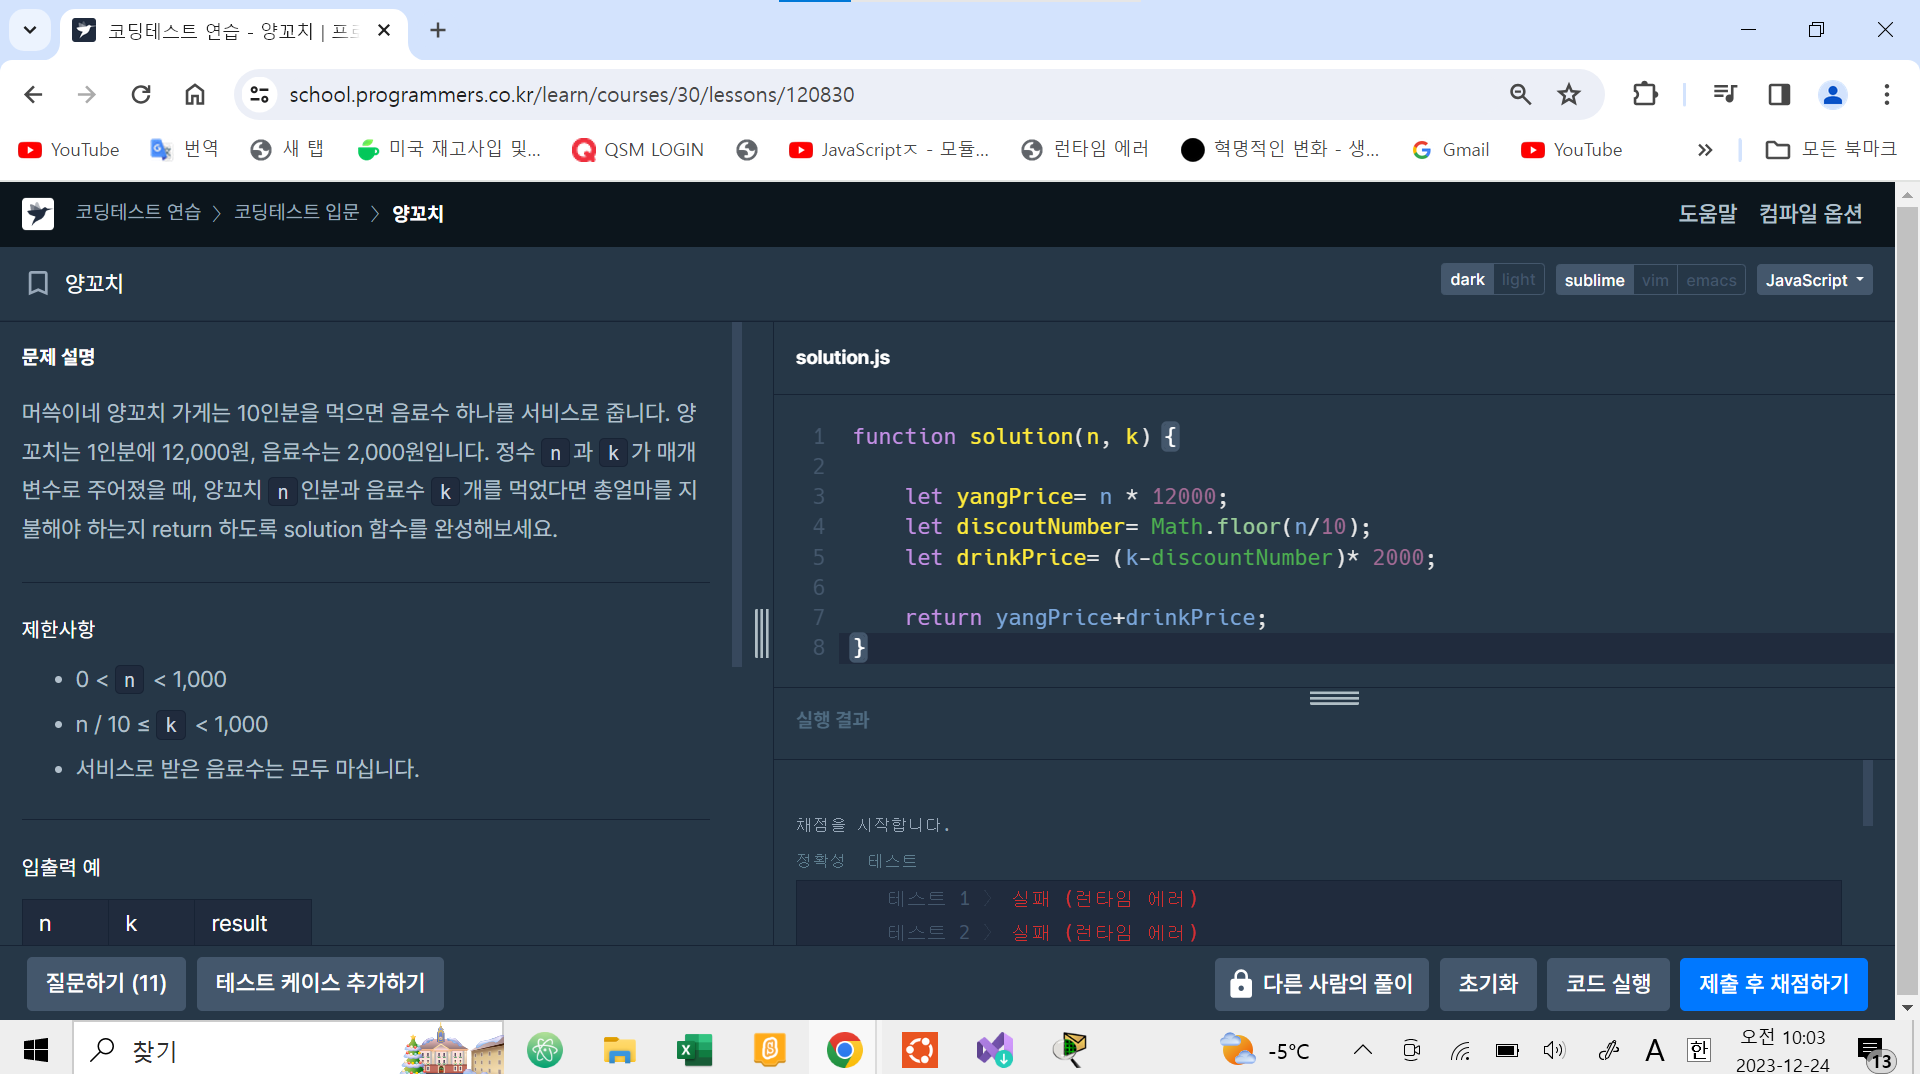 코딩테스트 연습 - 양꼬치 | 프로
school.programmers.co.kr/learn/courses/30/lessons/120830
YouTube 번역 새 탭 미국 재고사입 및... QSM LOGIN JavaScriptㅈ - 모듈... 런타임 에러 혁명적인 변화 - 생... Gmail YouTube » 모든 북마크
코딩테스트 연습 > 코딩테스트 입문 > 양꼬치 도움말 컴파일 옵션
양꼬치 dark light sublime vim emacs JavaScript
문제 설명
머쓱이네 양꼬치 가게는 10인분을 먹으면 음료수 하나를 서비스로 줍니다. 양
꼬치는 1인분에 12,000원, 음료수는 2,000원입니다. 정수 n 과 k 가 매개
변수로 주어졌을 때, 양꼬치 n 인분과 음료수 k 개를 먹었다면 총얼마를 지
불해야 하는지 return 하도록 solution 함수를 완성해보세요.
제한사항
• 0 < n < 1,000
• n / 10 ≤ k < 1,000
• 서비스로 받은 음료수는 모두 마십니다.
입출력 예
n k result
solution.js
1 function solution(n, k) {
2
3 let yangPrice= n * 12000;
4 let discoutNumber= Math.floor(n/10);
5 let drinkPrice= (k-discountNumber)* 2000;
6
7 return yangPrice+drinkPrice;
8 }
실행 결과
채점을 시작합니다.
정확성 테스트
테스트 1 > 실패 (런타임 에러)
테스트 2 > 실패 (런타임 에러)
질문하기 (11) 테스트 케이스 추가하기 다른 사람의 풀이 초기화 코드 실행 제출 후 채점하기
찾기 -5°C A 한 오전 10:03
2023-12-24 13